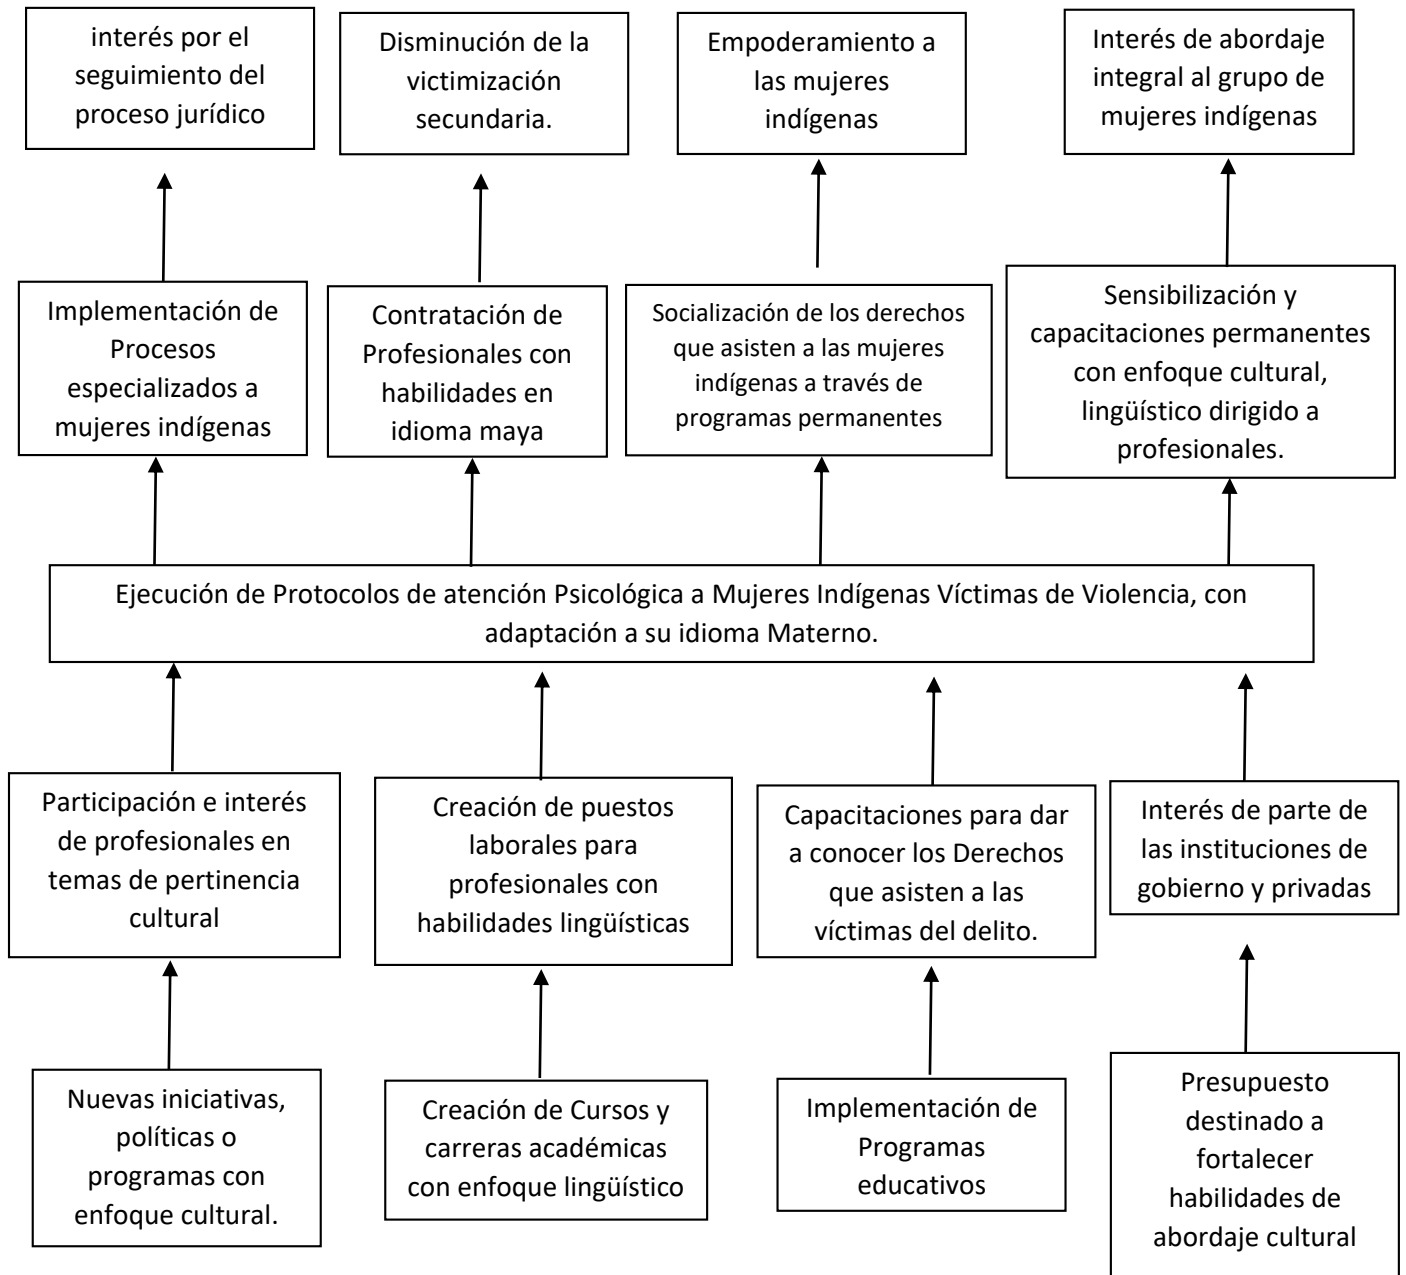 interés por el
seguimiento del
proceso jurídico
Disminución de la
victimización
secundaria.
Empoderamiento a
las mujeres
indígenas
Interés de abordaje
integral al grupo de
mujeres indígenas
Implementación de
Procesos
especializados a
mujeres indígenas
Contratación de
Profesionales con
habilidades en
idioma maya
Socialización de los derechos
que asisten a las mujeres
indígenas a través de
programas permanentes
Sensibilización y
capacitaciones permanentes
con enfoque cultural,
lingüístico dirigido a
profesionales.
Ejecución de Protocolos de atención Psicológica a Mujeres Indígenas Víctimas de Violencia, con
adaptación a su idioma Materno.
Participación e interés
de profesionales en
temas de pertinencia
cultural
Creación de puestos
laborales para
profesionales con
habilidades lingüísticas
Capacitaciones para dar
a conocer los Derechos
que asisten a las
víctimas del delito.
Interés de parte de
las instituciones de
gobierno y privadas
Nuevas iniciativas,
políticas o
programas con
enfoque cultural.
Creación de Cursos y
carreras académicas
con enfoque lingüístico
Implementación de
Programas
educativos
Presupuesto
destinado a
fortalecer
habilidades de
abordaje cultural